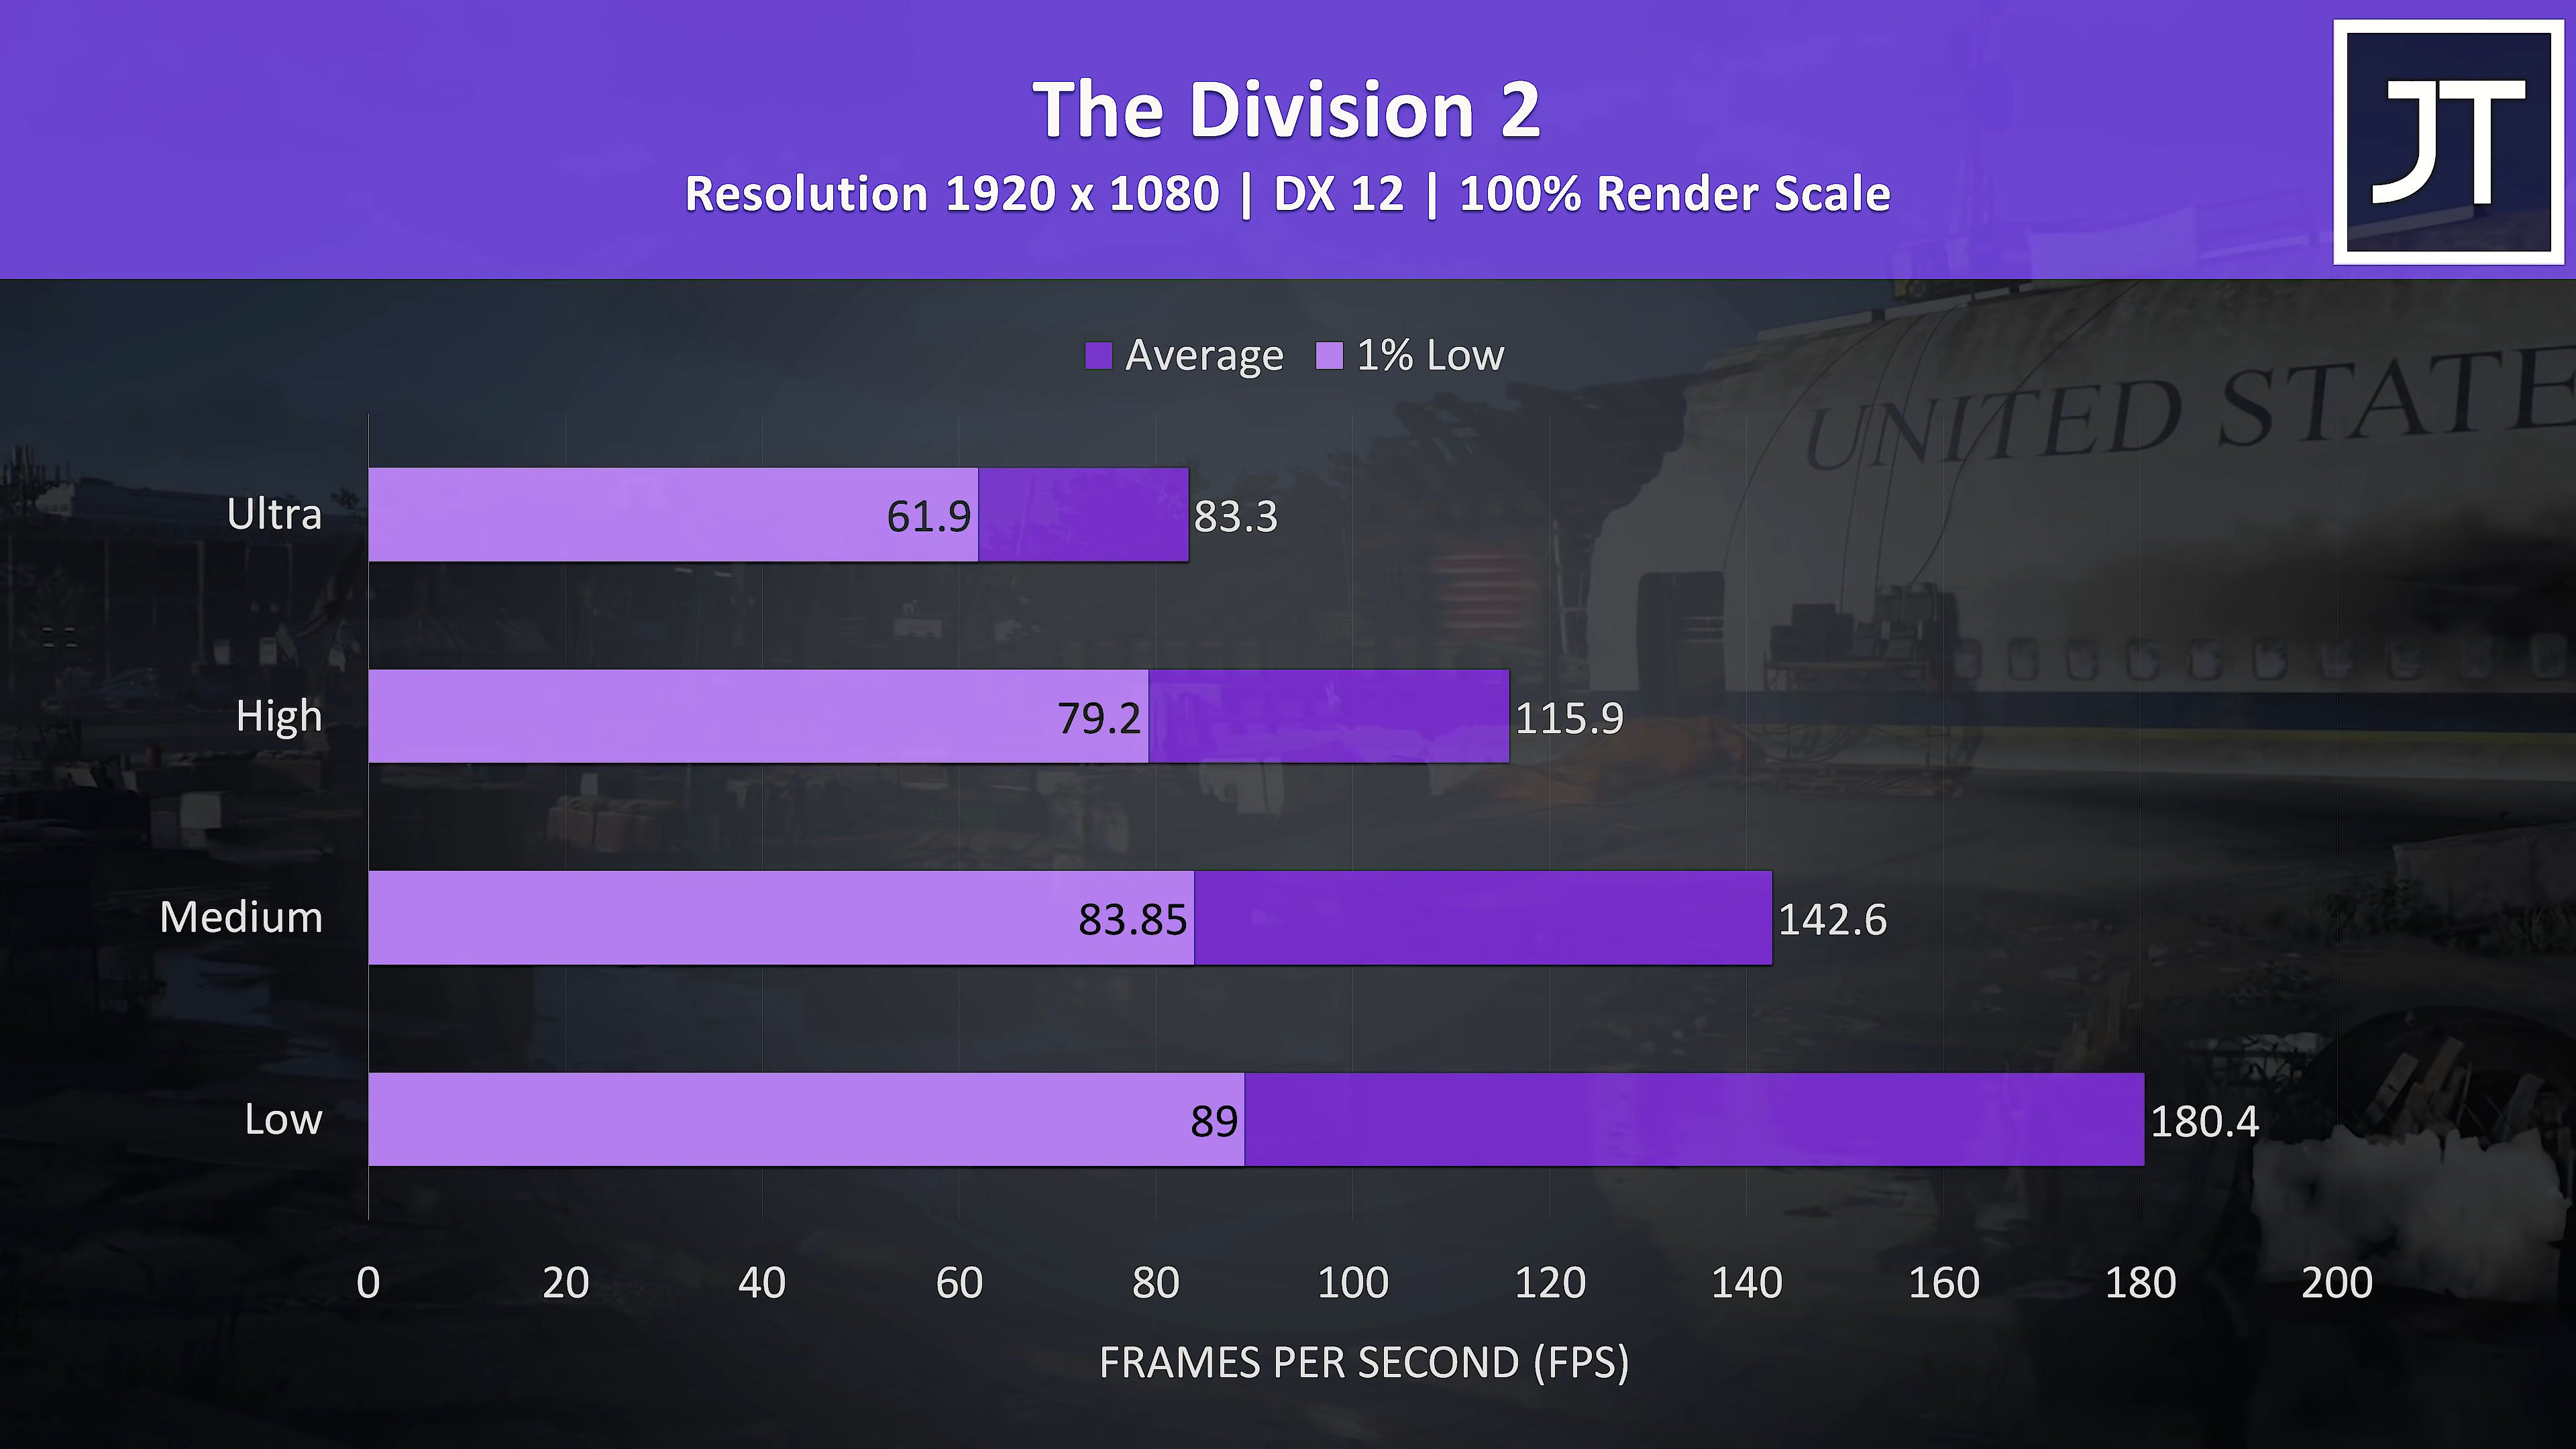 The Division 2
Resolution 1920 x 1080 | DX 12 | 100% Render Scale
JT
Average 1% Low
UNITED STATE
Ultra 61.9 83.3
High 79.2 115.9
Medium 83.85 142.6
Low 89 180.4
0 20 40 60 80 100 120 140 160 180 200
FRAMES PER SECOND (FPS)